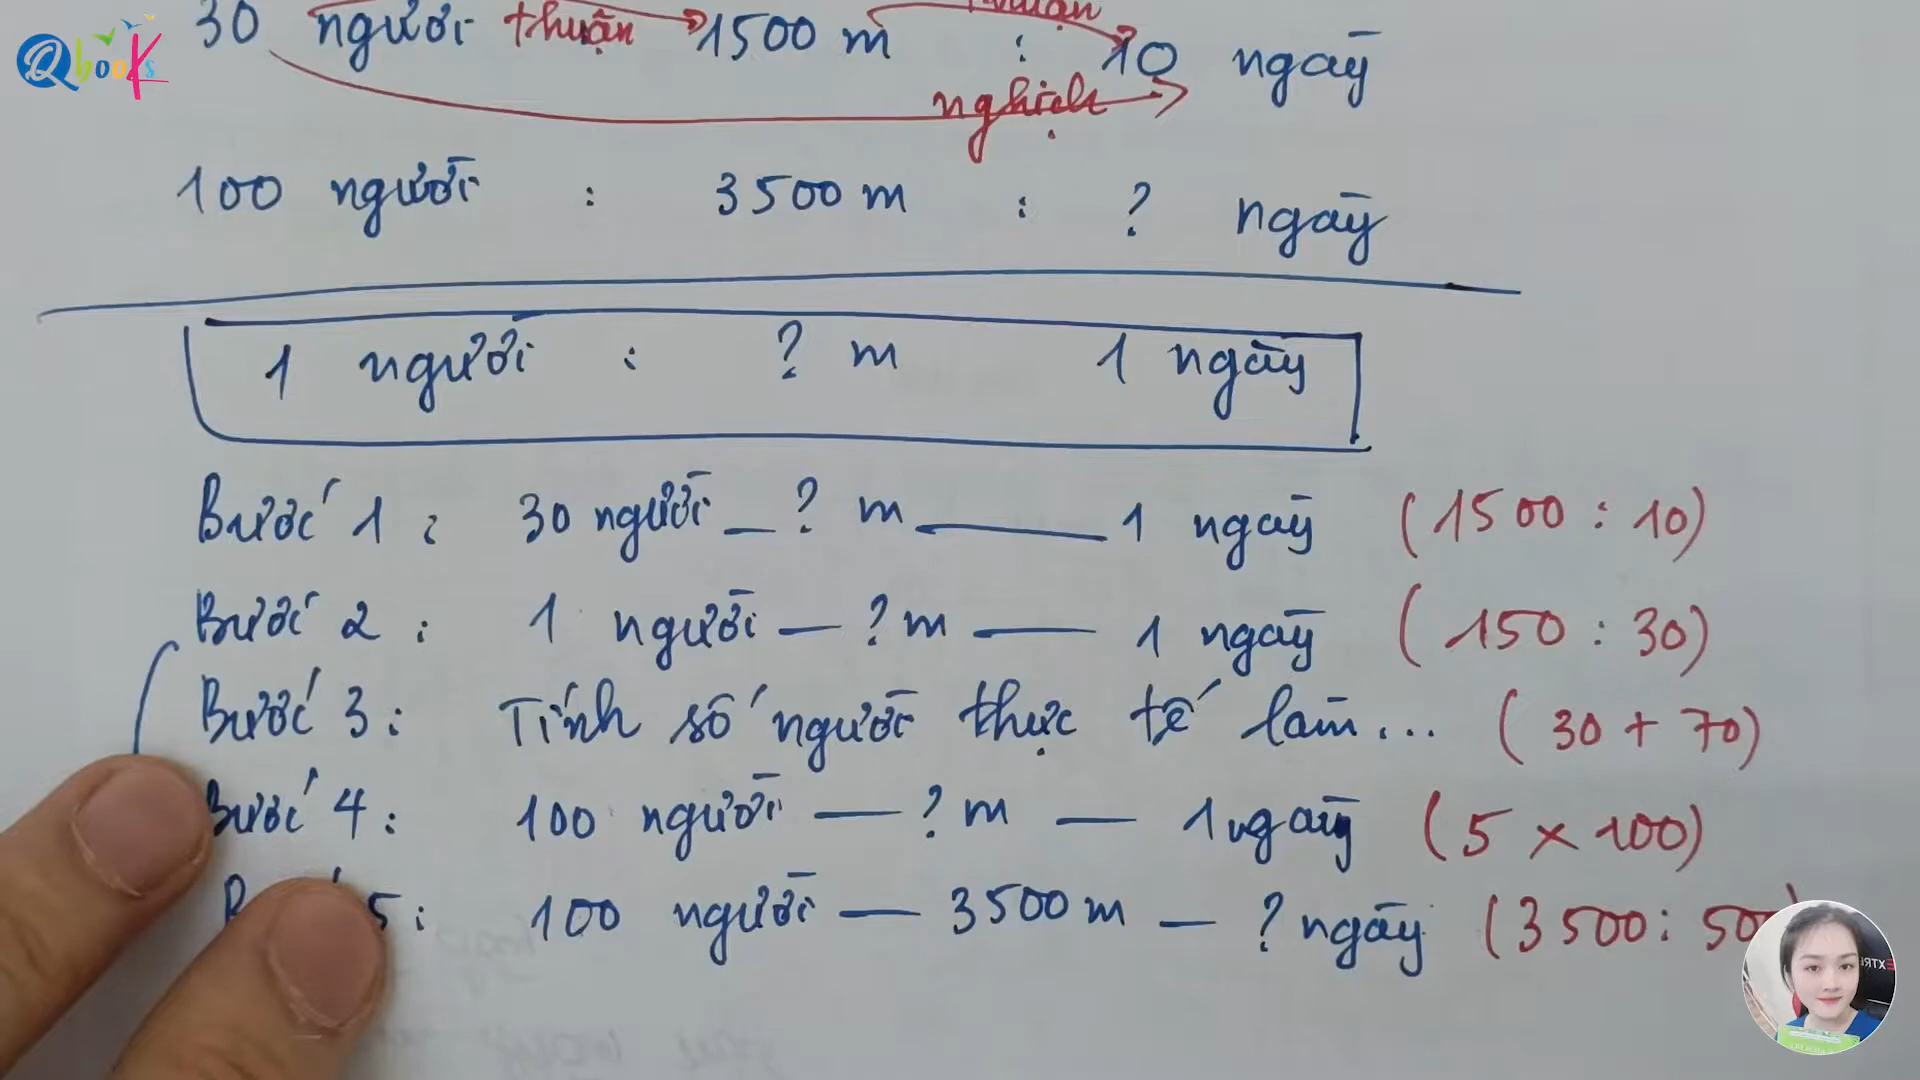 Qbooks
30 người thuận 1500 m : thuận 10 ngày
nghịch
100 người : 3500 m : ? ngày
1 người : ? m 1 ngày
Bước 1 : 30 người — ? m — 1 ngày (1500 : 10)
Bước 2 : 1 người — ? m — 1 ngày (150 : 30)
Bước 3 : Tính số người thực tế làm... (30 + 70)
Bước 4 : 100 người — ? m — 1 ngày (5 x 100)
5 : 100 người — 3500 m — ? ngày (3500 : 50